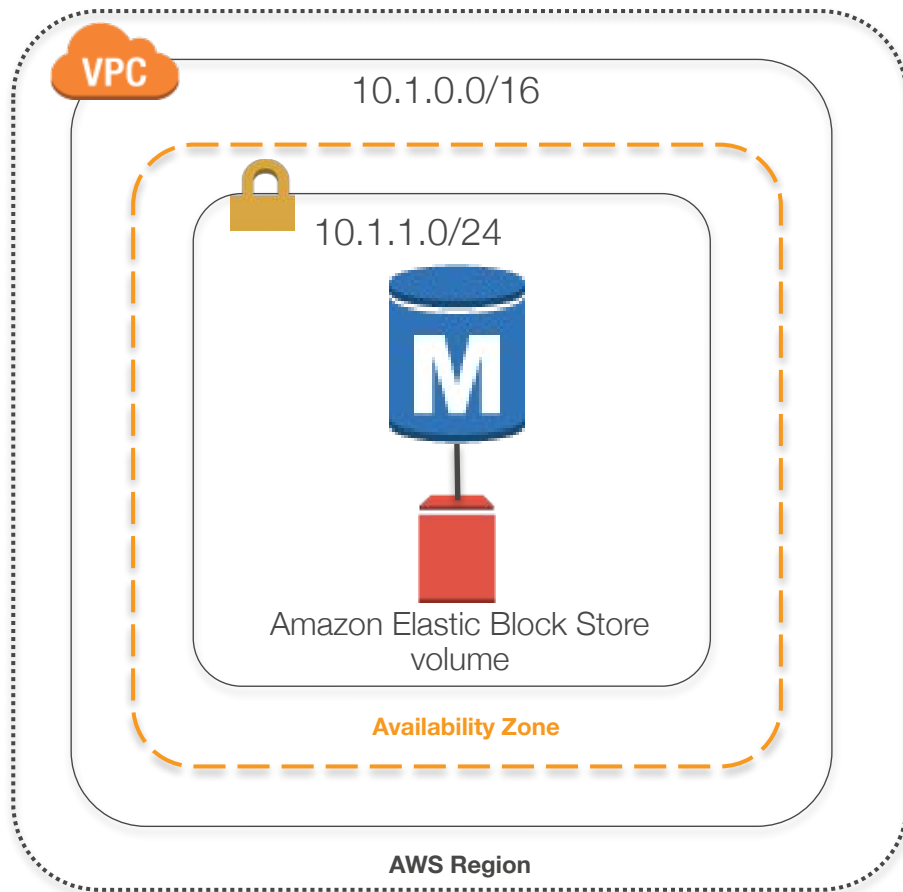 VPC
10.1.0.0/16
10.1.1.0/24
M
Amazon Elastic Block Store
volume
Availability Zone
AWS Region